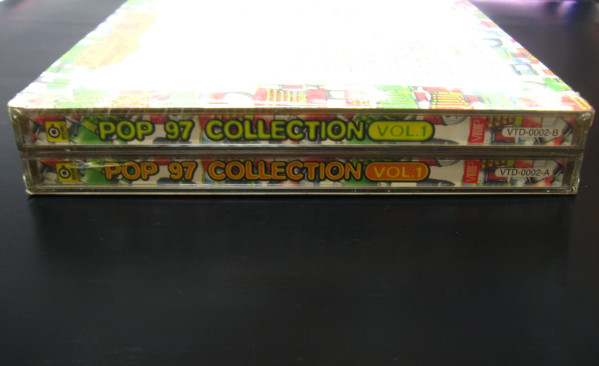 POP 97 COLLECTION VOL.1 VTD-0002-B
POP 97 COLLECTION VOL.1 VTD-0002-A